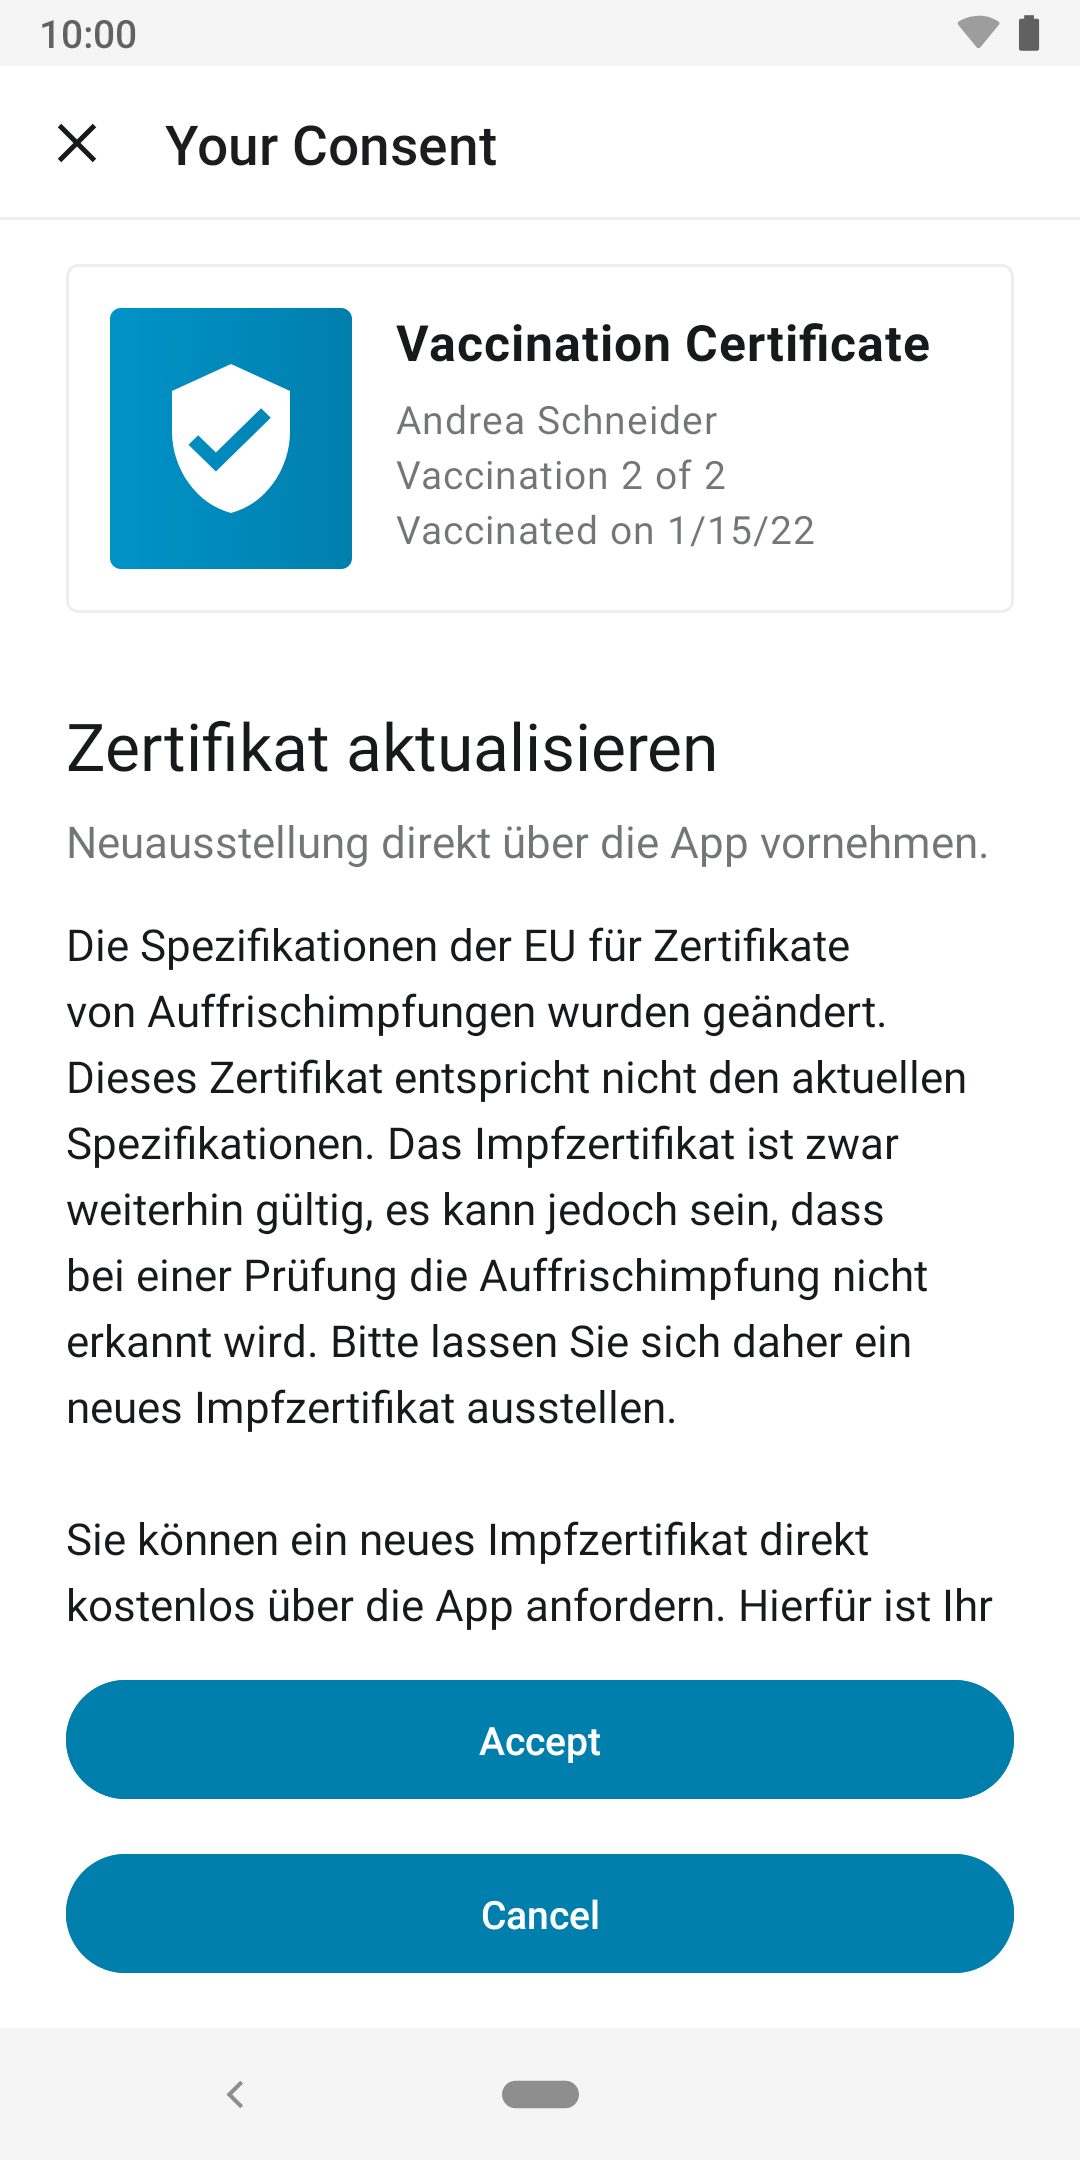 10:00
Your Consent
Vaccination Certificate
Andrea Schneider
Vaccination 2 of 2
Vaccinated on 1/15/22
Zertifikat aktualisieren
Neuausstellung direkt über die App vornehmen.
Die Spezifikationen der EU für Zertifikate
von Auffrischimpfungen wurden geändert.
Dieses Zertifikat entspricht nicht den aktuellen
Spezifikationen. Das Impfzertifikat ist zwar
weiterhin gültig, es kann jedoch sein, dass
bei einer Prüfung die Auffrischimpfung nicht
erkannt wird. Bitte lassen Sie sich daher ein
neues Impfzertifikat ausstellen.
Sie können ein neues Impfzertifikat direkt
kostenlos über die App anfordern. Hierfür ist Ihr
Accept
Cancel